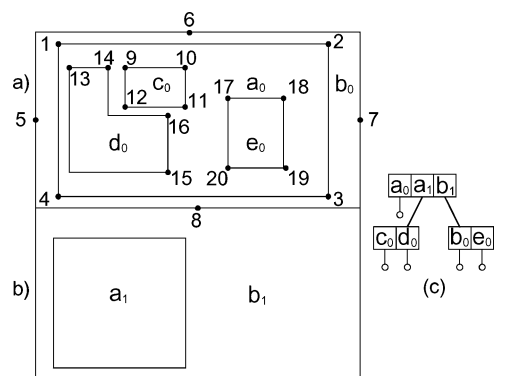 6
1 2
14 9 10
a) 13 c₀ b₀
17 a₀ 18
12 11
5 16 7
d₀ e₀
15 20 19
4 3
8
a₀ a₁ b₁
c₀ d₀ b₀ e₀
(c)
b) a₁ b₁